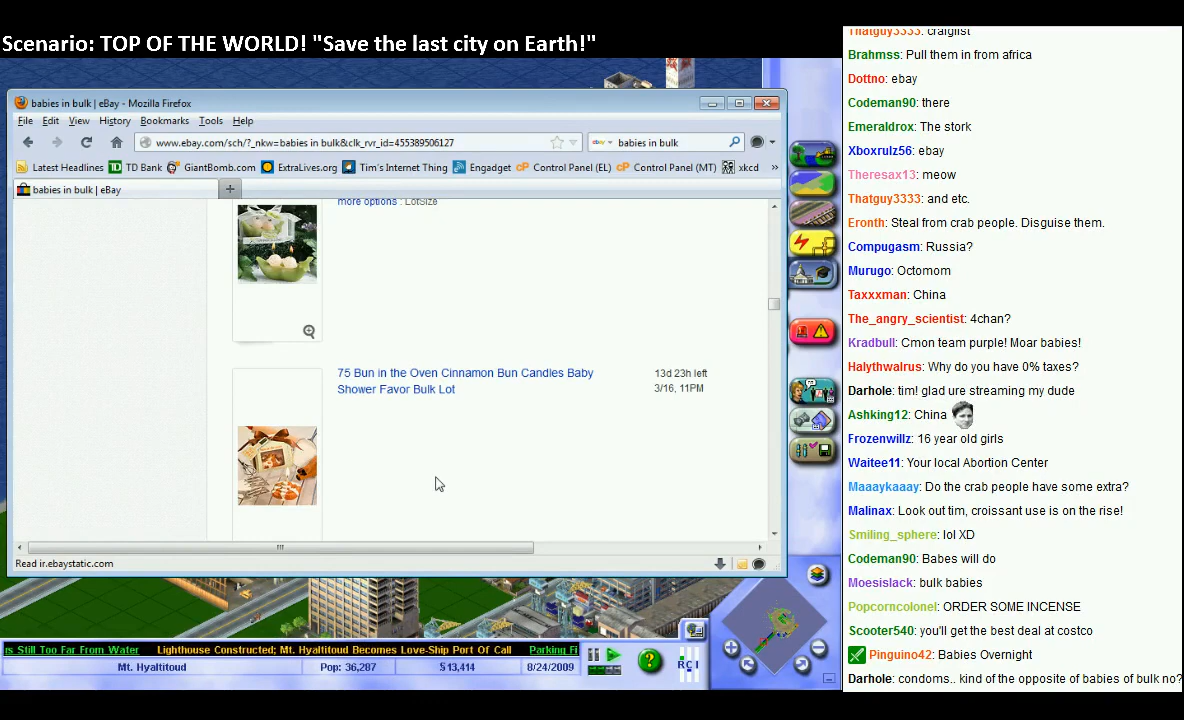 Scenario: TOP OF THE WORLD! "Save the last city on Earth!"
babies in bulk | eBay - Mozilla Firefox
File Edit View History Bookmarks Tools Help
www.ebay.com/sch/?_nkw=babies in bulk&clk_rvr_id=455389506127
babies in bulk
Latest Headlines TD Bank GiantBomb.com ExtraLives.org Tim's Internet Thing Engadget Control Panel (EL) Control Panel (MT) xkcd »
babies in bulk | eBay
more options : LotSize
75 Bun in the Oven Cinnamon Bun Candles Baby
Shower Favor Bulk Lot
13d 23h left
3/16, 11PM
Read ir.ebaystatic.com
rs Still Too Far From Water Lighthouse Constructed; Mt. Hyaltitoud Becomes Love-Ship Port Of Call Parking Fi
Mt. Hyaltitoud Pop: 36,287 §13,414 8/24/2009
RCI
Thatguy3333: craiglist
Brahmss: Pull them in from africa
Dottno: ebay
Codeman90: there
Emeraldrox: The stork
Xboxrulz56: ebay
Theresax13: meow
Thatguy3333: and etc.
Eronth: Steal from crab people. Disguise them.
Compugasm: Russia?
Murugo: Octomom
Taxxxman: China
The_angry_scientist: 4chan?
Kradbull: Cmon team purple! Moar babies!
Halythwalrus: Why do you have 0% taxes?
Darhole: tim! glad ure streaming my dude
Ashking12: China
Frozenwillz: 16 year old girls
Waitee11: Your local Abortion Center
Maaaykaaay: Do the crab people have some extra?
Malinax: Look out tim, croissant use is on the rise!
Smiling_sphere: lol XD
Codeman90: Babes will do
Moesislack: bulk babies
Popcorncolonel: ORDER SOME INCENSE
Scooter540: you'll get the best deal at costco
Pinguino42: Babies Overnight
Darhole: condoms.. kind of the opposite of babies of bulk no?